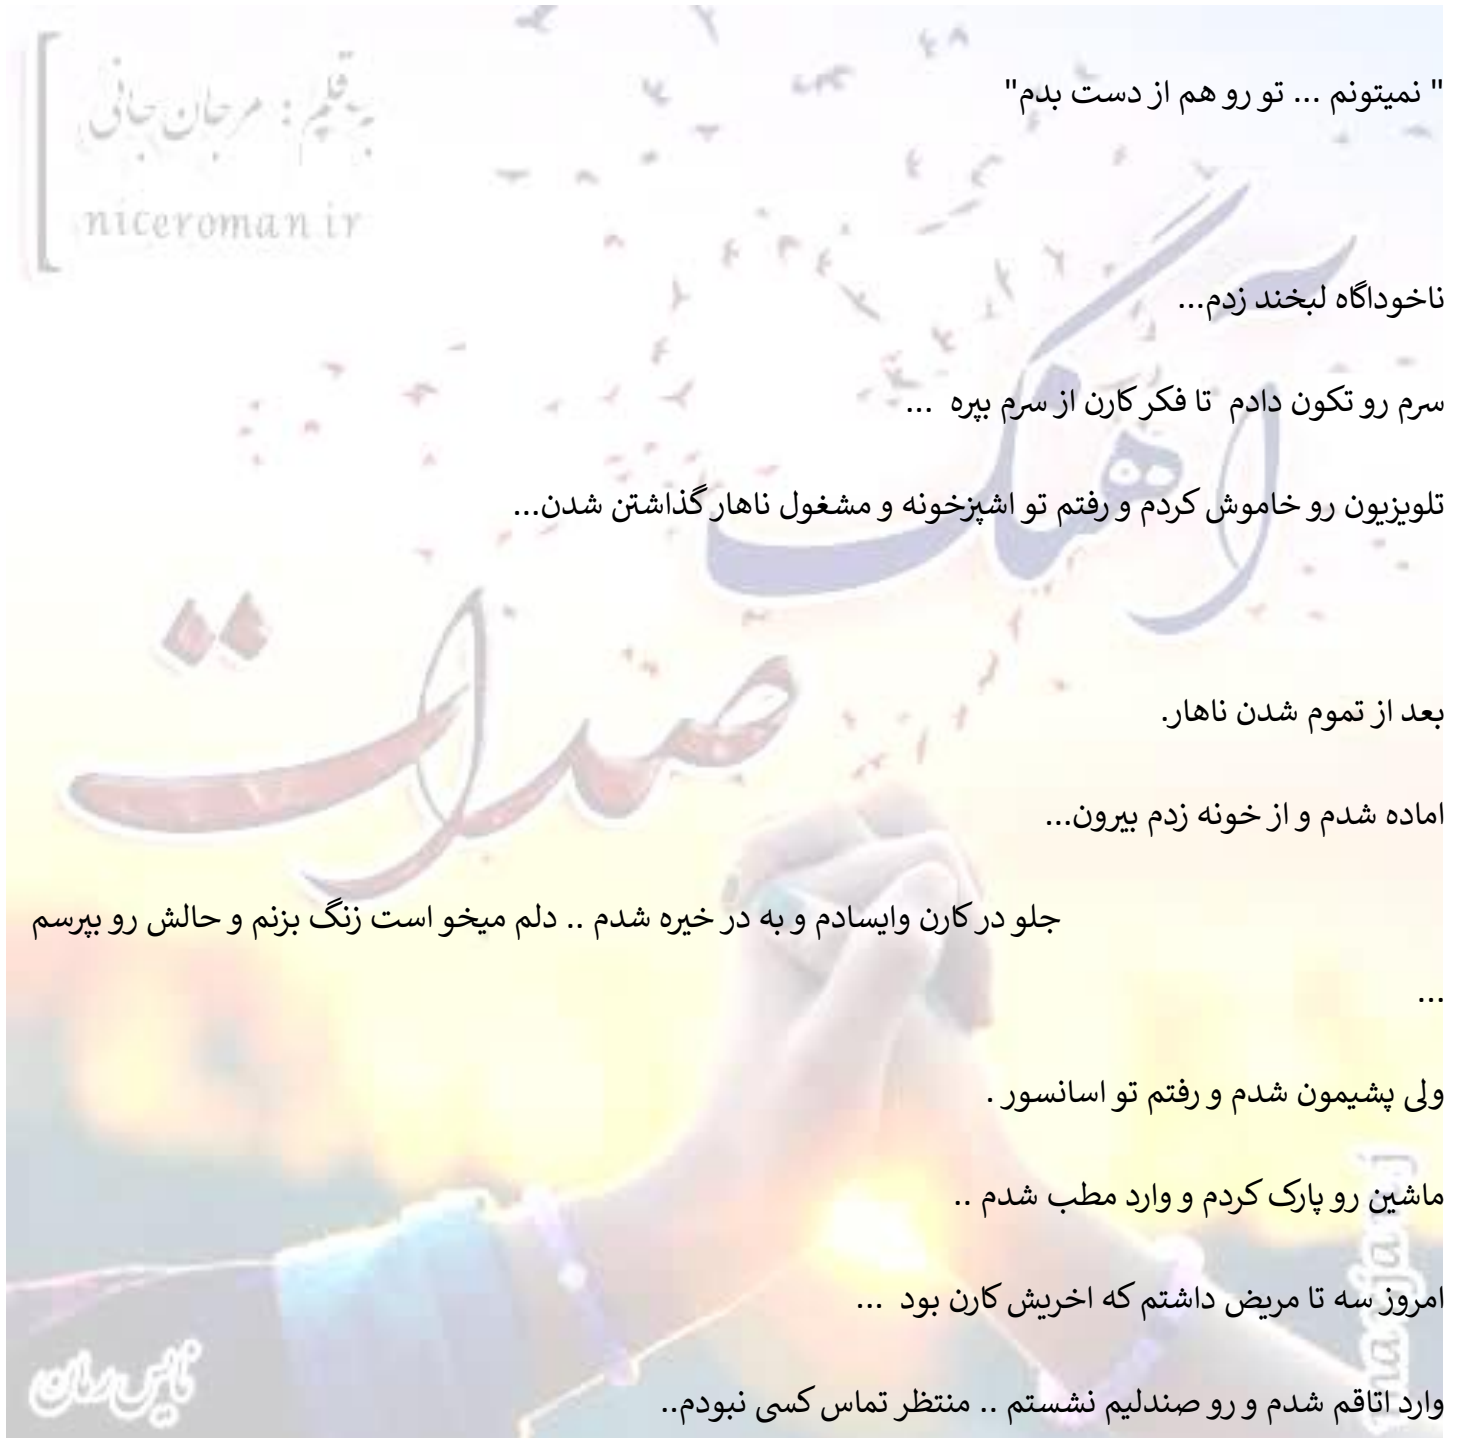 به قلم : مرجان جانی
niceroman.ir
" نمیتونم ... تو رو هم از دست بدم"
ناخوداگاه لبخند زدم...
سرم رو تکون دادم تا فکر کارن از سرم بپره ...
تلویزیون رو خاموش کردم و رفتم تو اشپزخونه و مشغول ناهار گذاشتن شدن...
آهنگ
صدات
بعد از تموم شدن ناهار.
اماده شدم و از خونه زدم بیرون...
جلو در کارن وایسادم و به در خیره شدم .. دلم میخو است زنگ بزنم و حالش رو بپرسم
...
ولی پشیمون شدم و رفتم تو اسانسور .
ماشین رو پارک کردم و وارد مطب شدم ..
امروز سه تا مریض داشتم که اخریش کارن بود ...
وارد اتاقم شدم و رو صندلیم نشستم .. منتظر تماس کسی نبودم..
نایس رمان